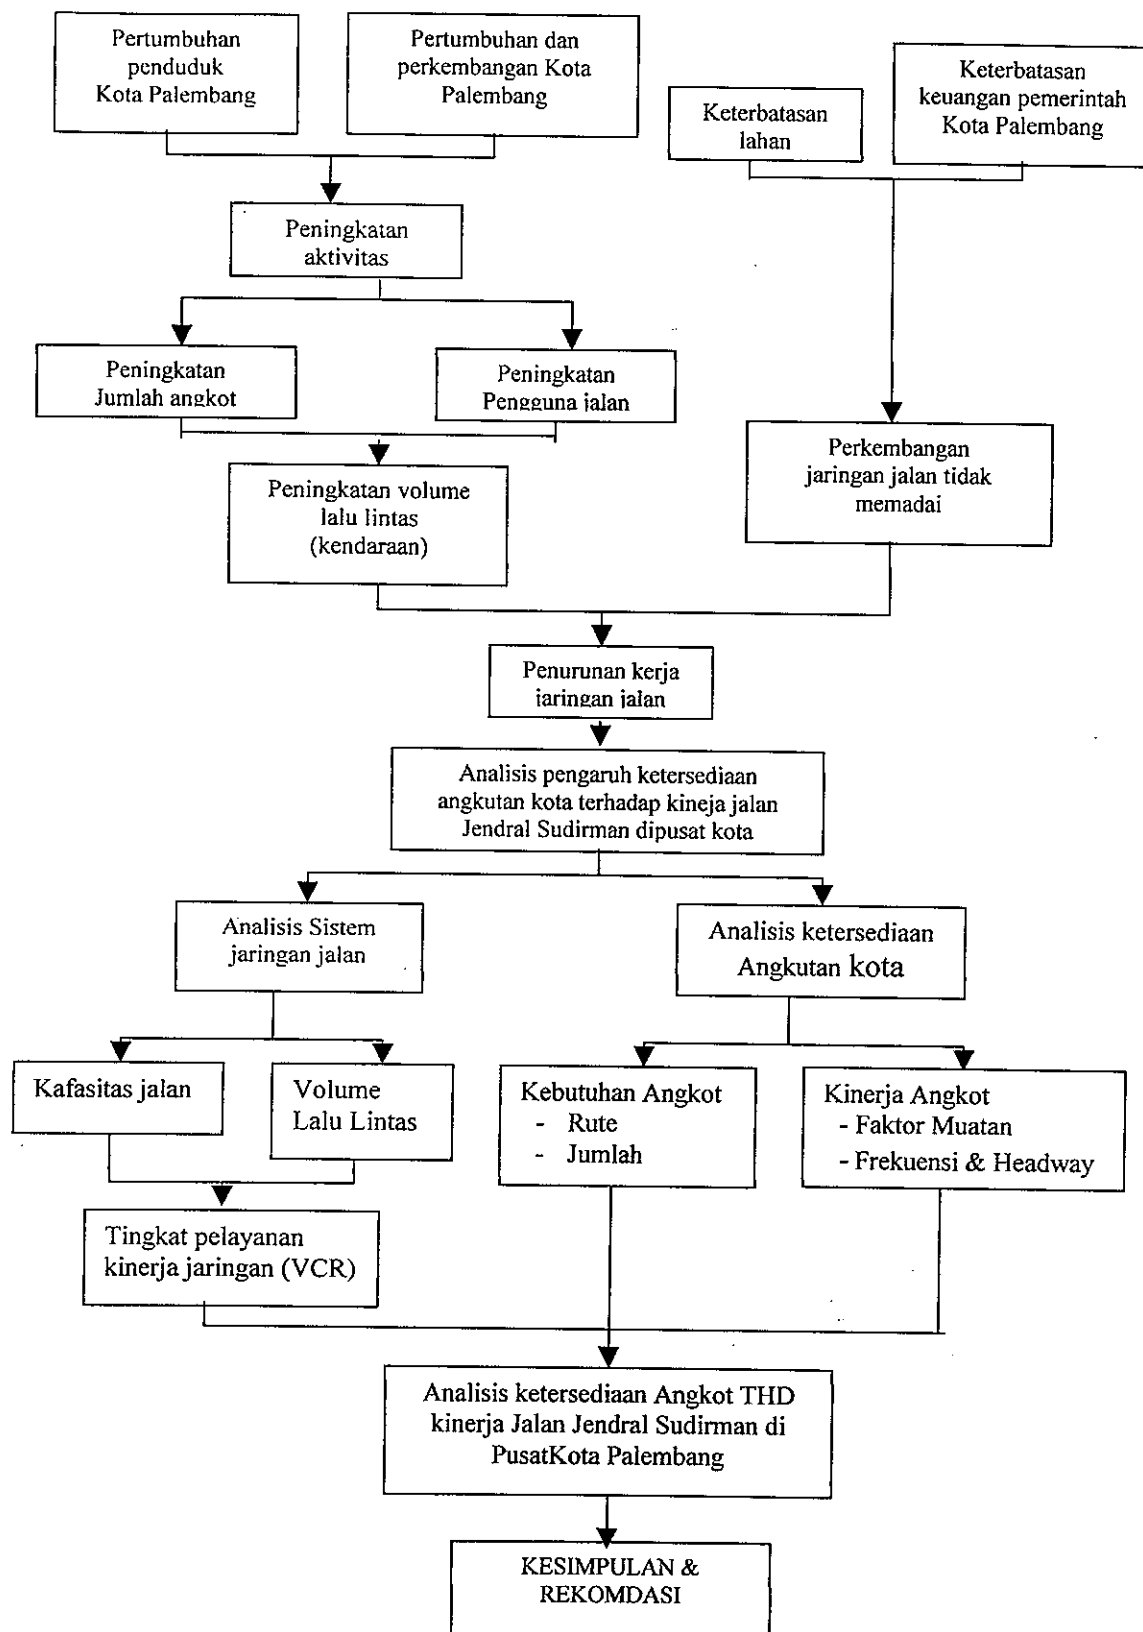 Pertumbuhan
penduduk
Kota Palembang
Pertumbuhan dan
perkembangan Kota
Palembang
Keterbatasan
lahan
Keterbatasan
keuangan pemerintah
Kota Palembang
Peningkatan
aktivitas
Peningkatan
Jumlah angkot
Peningkatan
Pengguna jalan
Peningkatan volume
lalu lintas
(kendaraan)
Perkembangan
jaringan jalan tidak
memadai
Penurunan kerja
jaringan jalan
Analisis pengaruh ketersediaan
angkutan kota terhadap kineja jalan
Jendral Sudirman dipusat kota
Analisis Sistem
jaringan jalan
Analisis ketersediaan
Angkutan kota
Kafasitas jalan
Volume
Lalu Lintas
Kebutuhan Angkot
- Rute
- Jumlah
Kinerja Angkot
- Faktor Muatan
- Frekuensi & Headway
Tingkat pelayanan
kinerja jaringan (VCR)
Analisis ketersediaan Angkot THD
kinerja Jalan Jendral Sudirman di
PusatKota Palembang
KESIMPULAN &
REKOMDASI